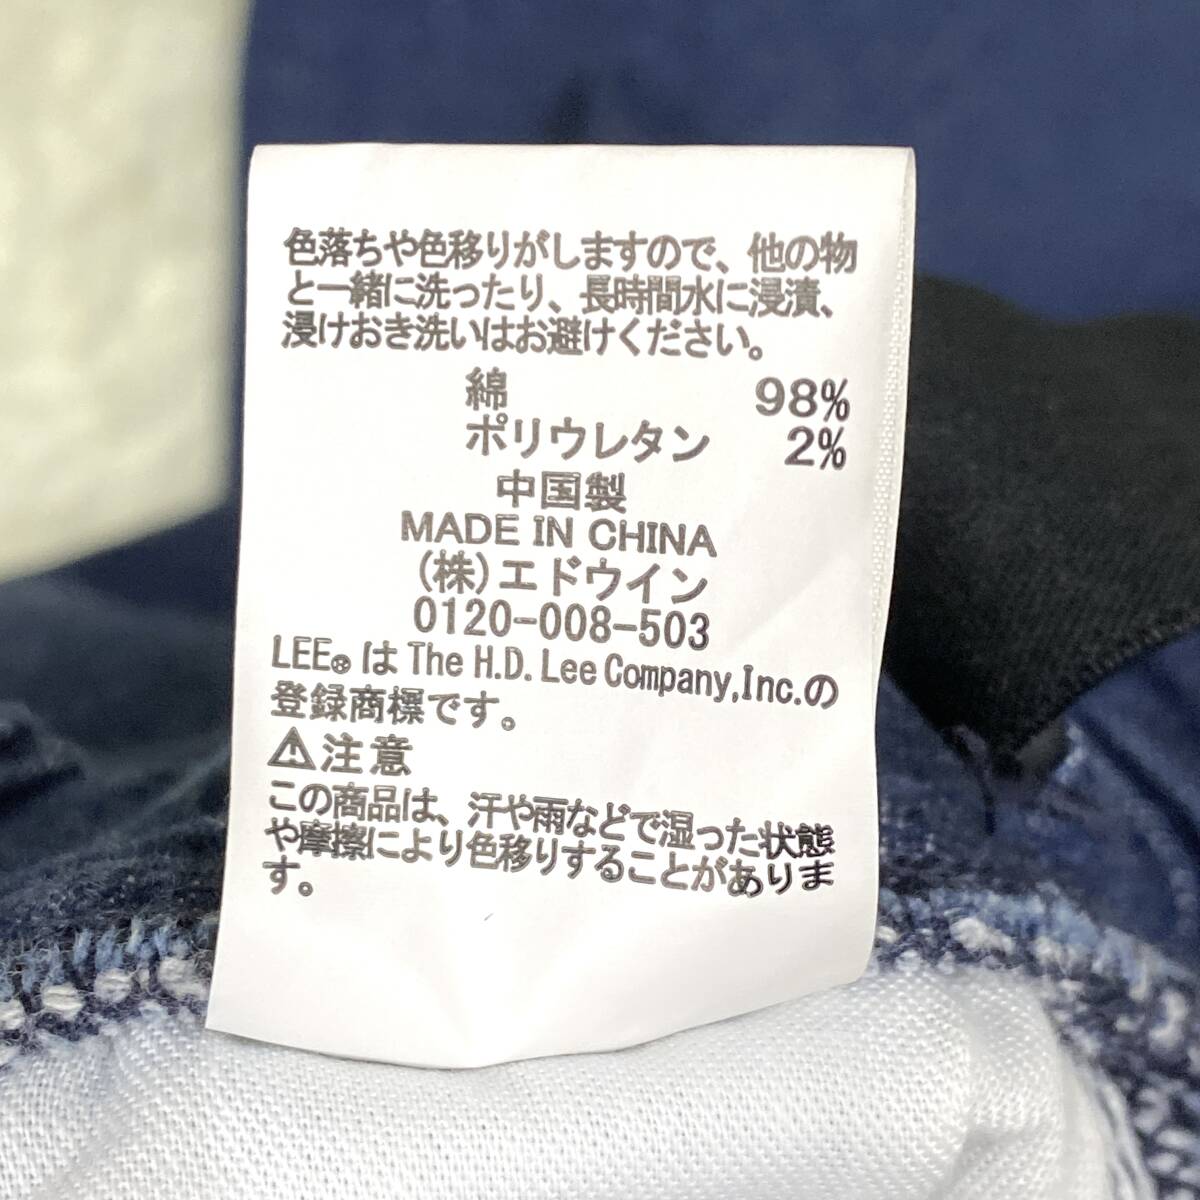 色落ちや色移りがしますので、他の物
と一緒に洗ったり、長時間水に浸漬、
浸けおき洗いはお避けください。
綿 98%
ポリウレタン 2%
中国製
MADE IN CHINA
(株)エドウイン
0120-008-503
LEE® は The H.D. Lee Company,Inc.の
登録商標です。
⚠注意
この商品は、汗や雨などで湿った状態
や摩擦により色移りすることがありま
す。